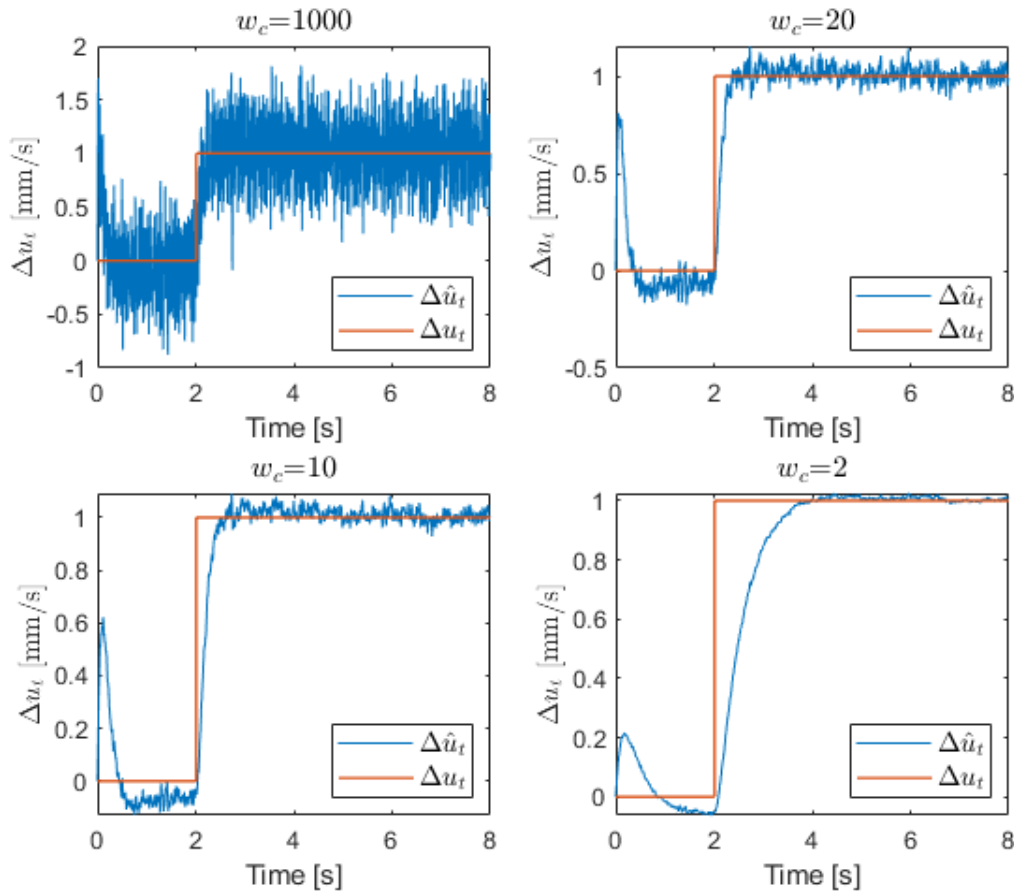 w_c=1000
2
1.5
1
0.5
0
-0.5
-1
0 2 4 6 8
Δu_t [mm/s]
Time [s]
Δû_t
Δu_t
w_c=20
1
0.5
0
-0.5
0 2 4 6 8
Δu_t [mm/s]
Time [s]
Δû_t
Δu_t
w_c=10
1
0.8
0.6
0.4
0.2
0
0 2 4 6 8
Δu_t [mm/s]
Time [s]
Δû_t
Δu_t
w_c=2
1
0.8
0.6
0.4
0.2
0
0 2 4 6 8
Δu_t [mm/s]
Time [s]
Δû_t
Δu_t